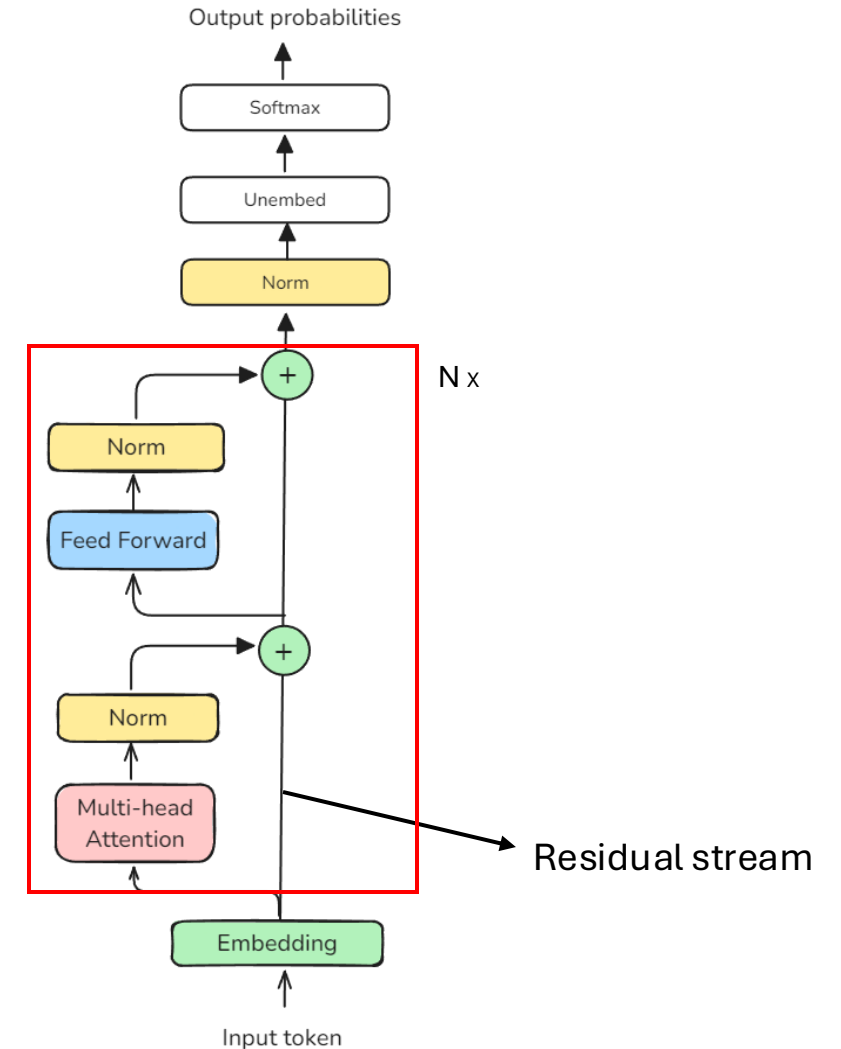 Output probabilities
Softmax
Unembed
Norm
+
N x
Norm
Feed Forward
+
Norm
Multi-head
Attention
Residual stream
Embedding
Input token